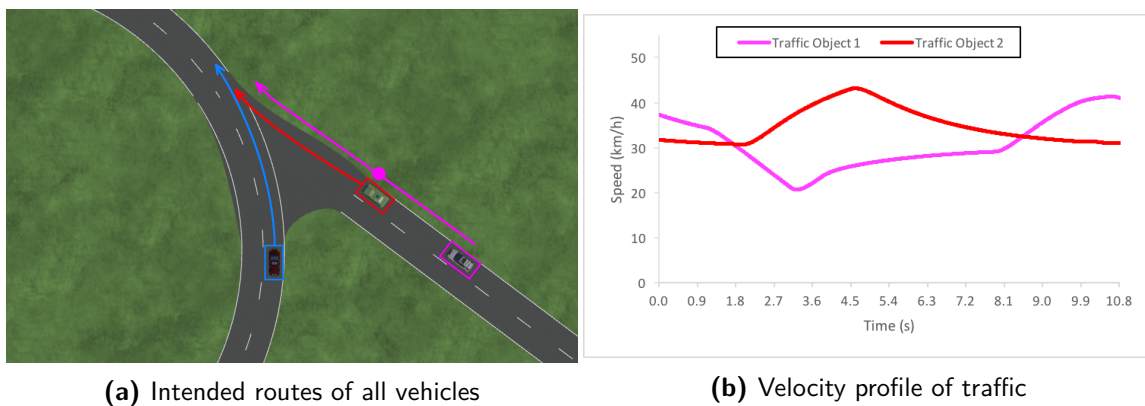 Traffic Object 1 Traffic Object 2
50
40
30
20
10
0
Speed (km/h)
0.0 0.9 1.8 2.7 3.6 4.5 5.4 6.3 7.2 8.1 9.0 9.9 10.8
Time (s)
(a) Intended routes of all vehicles
(b) Velocity profile of traffic